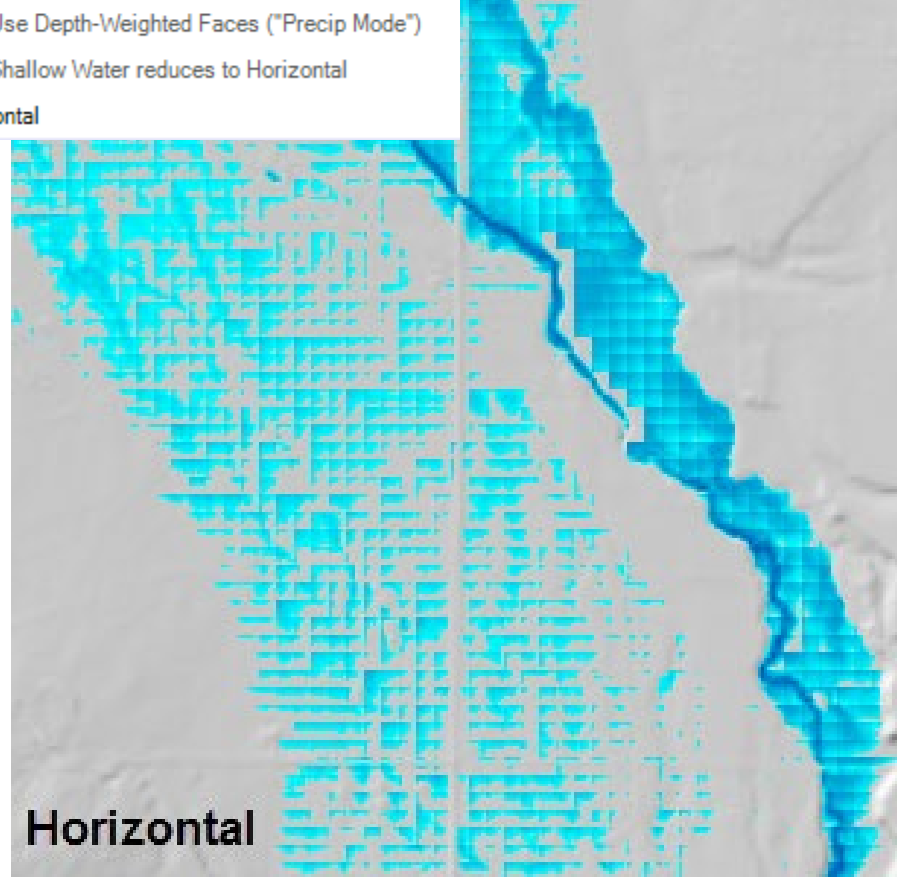 Use Depth-Weighted Faces ("Precip Mode")
Shallow Water reduces to Horizontal
ontal
Horizontal